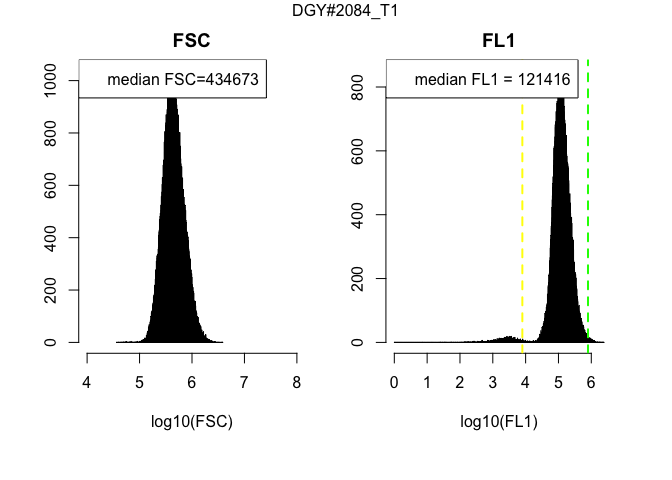 DGY#2084_T1
FSC
median FSC=434673
0
200
400
600
800
1000
4 5 6 7 8
log10(FSC)
FL1
median FL1 = 121416
0
200
400
600
800
0 1 2 3 4 5 6
log10(FL1)